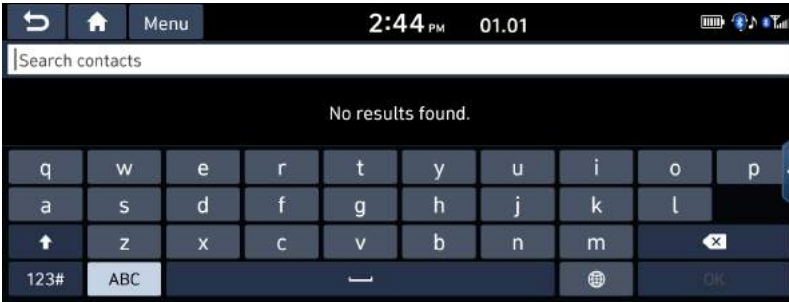 Menu 2:44 PM 01.01
Search contacts
No results found.
q w e r t y u i o p
a s d f g h j k l
z x c v b n m
123# ABC OK